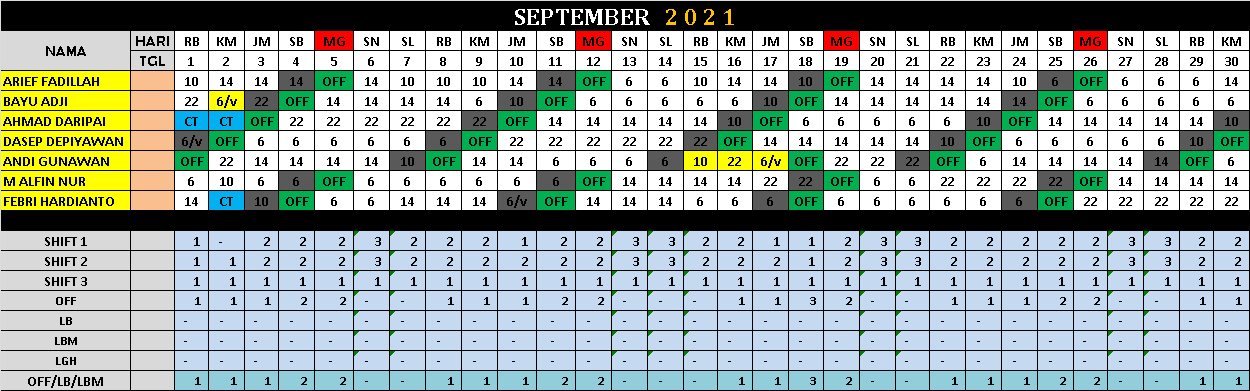 SEPTEMBER 2021
NAMA HARI RB KM JM SB MG SN SL RB KM JM SB MG SN SL RB KM JM SB MG SN SL RB KM JM SB MG SN SL RB KM
TGL 1 2 3 4 5 6 7 8 9 10 11 12 13 14 15 16 17 18 19 20 21 22 23 24 25 26 27 28 29 30
ARIEF FADILLAH 10 14 14 14 OFF 14 10 10 10 14 14 OFF 6 6 10 14 14 10 OFF 14 14 14 14 10 6 OFF 6 6 6 14
BAYU ADJI 22 6/v 22 OFF 14 14 14 14 6 10 OFF 6 6 6 6 6 10 OFF 14 14 14 14 14 14 OFF 6 6 6 6 6
AHMAD DARIPAI CT CT OFF 22 22 22 22 22 22 OFF 14 14 14 14 14 10 OFF 6 6 6 6 6 10 OFF 14 14 14 14 14 10
DASEP DEPIYAWAN 6/v OFF 6 6 6 6 6 8 OFF 22 22 22 22 22 22 OFF 14 14 14 14 14 10 OFF 6 6 6 6 6 10 OFF
ANDI GUNAWAN OFF 22 14 14 14 14 10 OFF 14 14 6 6 6 6 10 22 6/v OFF 22 22 22 OFF 14 14 14 14 14 14 OFF 6
M ALFIN NUR 6 10 6 6 OFF 6 6 6 6 6 6 OFF 14 14 14 14 22 22 OFF 6 6 22 22 22 22 OFF 14 14 14 14
FEBRI HARDIANTO 14 CT 10 OFF 6 6 14 14 14 6/v OFF 14 14 14 6 6 6 OFF 6 6 6 14 6 6 OFF 22 22 22 22 22
SHIFT 1 1 - 2 2 2 3 2 2 2 1 2 2 3 3 2 2 1 1 2 3 3 2 2 2 2 2 3 3 2 2
SHIFT 2 1 1 2 2 2 3 3 2 2 2 2 2 3 3 2 2 2 1 2 3 3 2 2 2 2 2 3 3 2 2
SHIFT 3 1 1 1 1 1 1 1 1 1 1 1 1 1 1 1 1 1 1 1 1 1 1 1 1 1 1 1 1 1 1
OFF 1 1 1 2 2 - - 1 1 1 2 2 - - - 1 1 3 2 - - 1 1 1 2 2 - - 1 1
LB - - - - - - - - - - - - - - - - - - - - - - - - - - - - - -
LBM - - - - - - - - - - - - - - - - - - - - - - - - - - - - - -
LGH - - - - - - - - - - - - - - - - - - - - - - - - - - - - - -
OFF/LB/LBM 1 1 1 2 2 - - 1 1 1 2 2 - - - 1 1 3 2 - - 1 1 1 2 2 - - 1 1